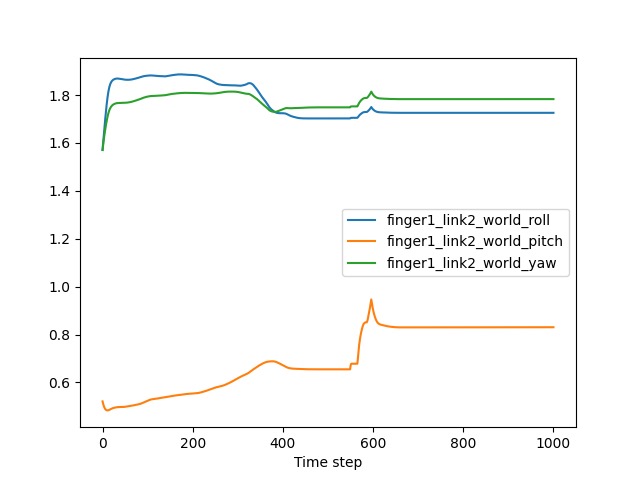 1.8
1.6
1.4
1.2
1.0
0.8
0.6
finger1_link2_world_roll
finger1_link2_world_pitch
finger1_link2_world_yaw
0 200 400 600 800 1000
Time step